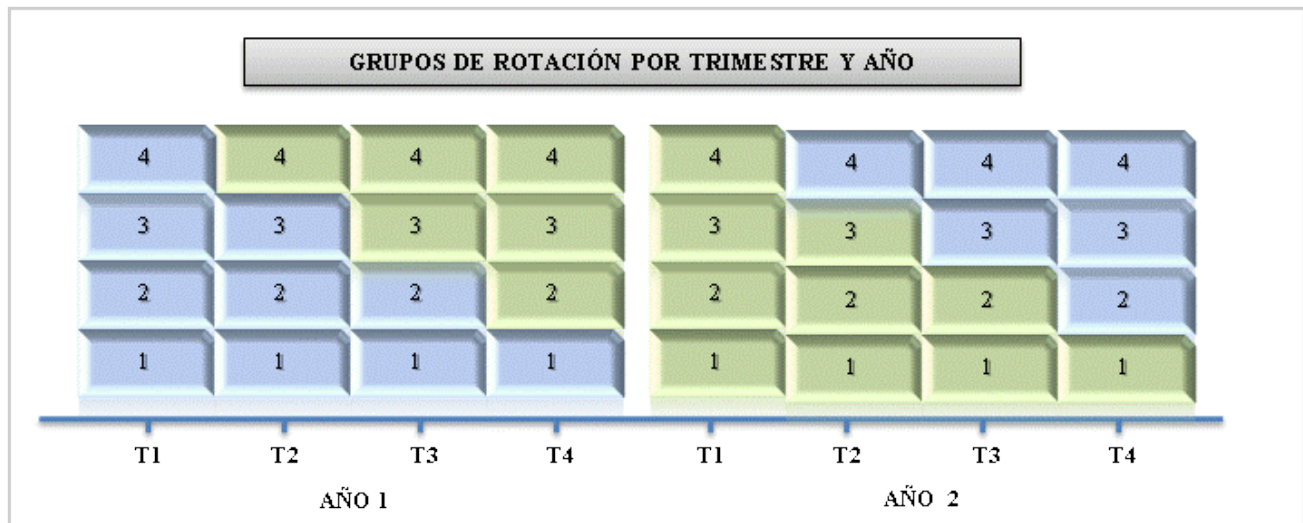 GRUPOS DE ROTACIÓN POR TRIMESTRE Y AÑO
4 4 4 4 4 4 4 4
3 3 3 3 3 3 3 3
2 2 2 2 2 2 2 2
1 1 1 1 1 1 1 1
T1 T2 T3 T4 T1 T2 T3 T4
AÑO 1 AÑO 2